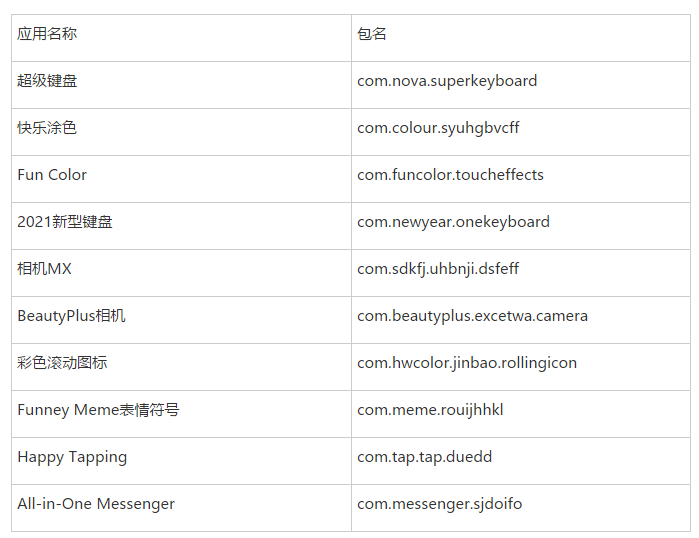 应用名称 包名
超级键盘 com.nova.superkeyboard
快乐涂色 com.colour.syuhgbvcff
Fun Color com.funcolor.toucheffects
2021新型键盘 com.newyear.onekeyboard
相机MX com.sdkfj.uhbnji.dsfeff
BeautyPlus相机 com.beautyplus.excetwa.camera
彩色滚动图标 com.hwcolor.jinbao.rollingicon
Funney Meme表情符号 com.meme.rouijhhkl
Happy Tapping com.tap.tap.duedd
All-in-One Messenger com.messenger.sjdoifo